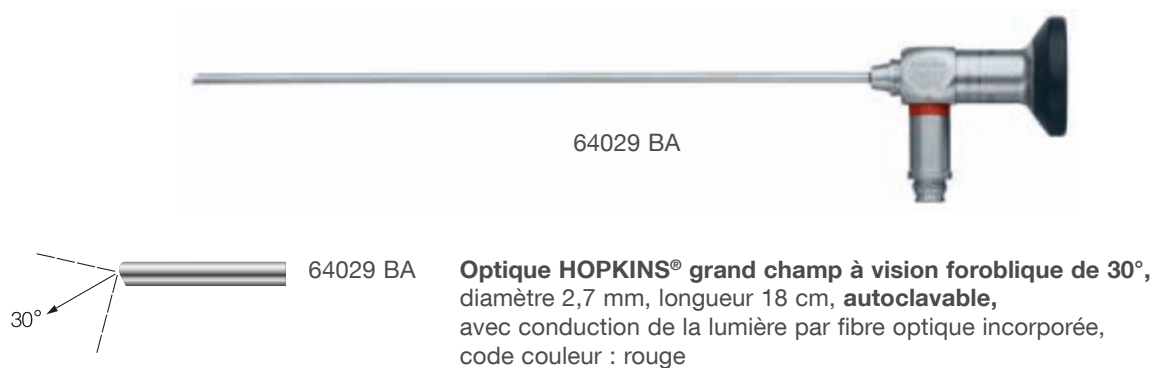 64029 BA
30°
64029 BA
Optique HOPKINS® grand champ à vision foroblique de 30°,
diamètre 2,7 mm, longueur 18 cm, autoclavable,
avec conduction de la lumière par fibre optique incorporée,
code couleur : rouge